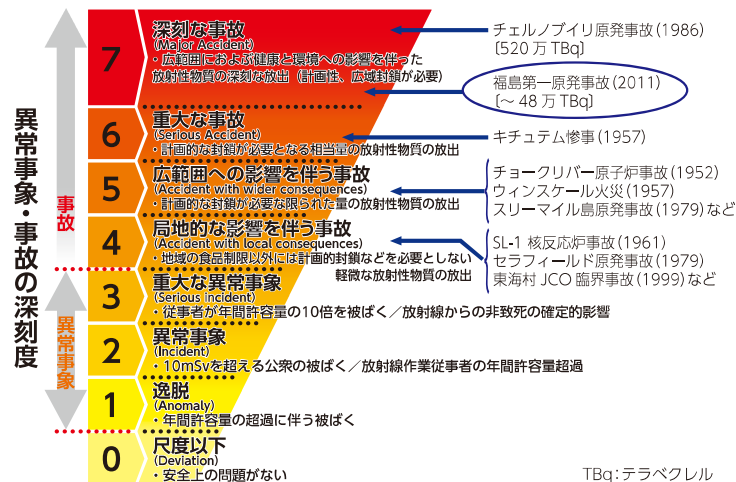 異常事象・事故の深刻度
事故
異常事象
7
深刻な事故
(Major Accident)
・広範囲におよぶ健康と環境への影響を伴った
放射性物質の深刻な放出（計画性、広域封鎖が必要）
チェルノブイリ原発事故(1986)
〔520万TBq〕
福島第一原発事故(2011)
〔～48万TBq〕
6
重大な事故
(Serious Accident)
・計画的な封鎖が必要となる相当量の放射性物質の放出
キチュテム惨事(1957)
5
広範囲への影響を伴う事故
(Accident with wider consequences)
・計画的な封鎖が必要な限られた量の放射性物質の放出
チョークリバー原子炉事故(1952)
ウィンスケール火災(1957)
スリーマイル島原発事故(1979)など
4
局地的な影響を伴う事故
(Accident with local consequences)
・地域の食品制限以外には計画的封鎖などを必要としない
軽微な放射性物質の放出
SL-1 核反応炉事故(1961)
セラフィールド原発事故(1979)
東海村JCO臨界事故(1999)など
3
重大な異常事象
(Serious incident)
・従事者が年間許容量の10倍を被ばく／放射線からの非致死の確定的影響
2
異常事象
(Incident)
・10mSvを超える公衆の被ばく／放射線作業従事者の年間許容量超過
1
逸脱
(Anomaly)
・年間許容量の超過に伴う被ばく
0
尺度以下
(Deviation)
・安全上の問題がない
TBq：テラベクレル